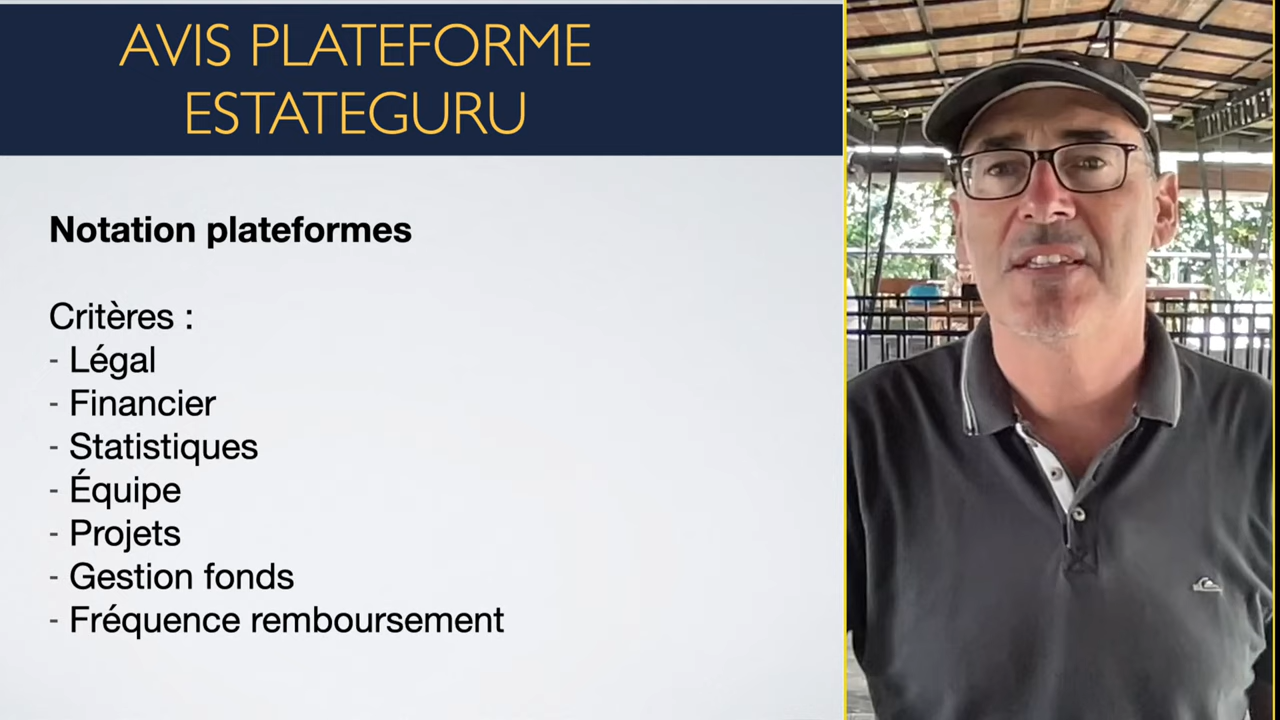 AVIS PLATEFORME
ESTATEGURU
Notation plateformes
Critères :
- Légal
- Financier
- Statistiques
- Équipe
- Projets
- Gestion fonds
- Fréquence remboursement